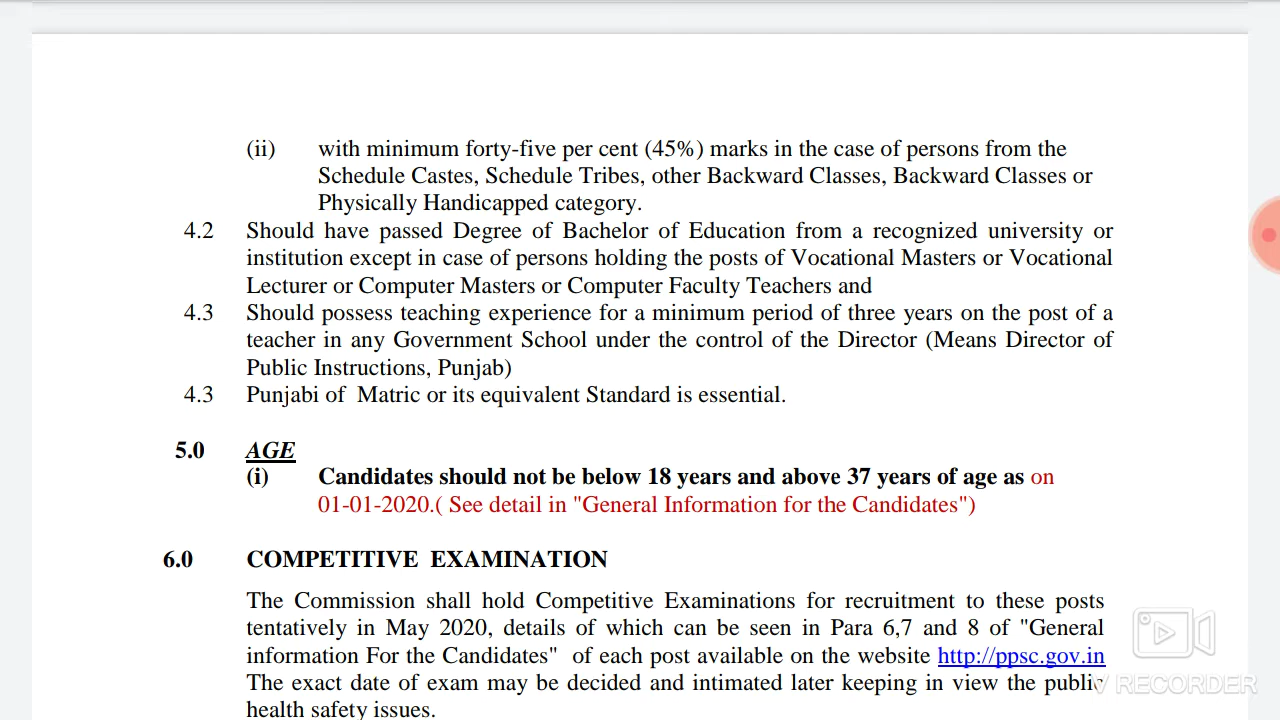 (ii) with minimum forty-five per cent (45%) marks in the case of persons from the
Schedule Castes, Schedule Tribes, other Backward Classes, Backward Classes or
Physically Handicapped category.
4.2 Should have passed Degree of Bachelor of Education from a recognized university or
institution except in case of persons holding the posts of Vocational Masters or Vocational
Lecturer or Computer Masters or Computer Faculty Teachers and
4.3 Should possess teaching experience for a minimum period of three years on the post of a
teacher in any Government School under the control of the Director (Means Director of
Public Instructions, Punjab)
4.3 Punjabi of Matric or its equivalent Standard is essential.
5.0 AGE
(i) Candidates should not be below 18 years and above 37 years of age as on
01-01-2020.( See detail in "General Information for the Candidates")
6.0 COMPETITIVE EXAMINATION
The Commission shall hold Competitive Examinations for recruitment to these posts
tentatively in May 2020, details of which can be seen in Para 6,7 and 8 of "General
information For the Candidates" of each post available on the website http://ppsc.gov.in
The exact date of exam may be decided and intimated later keeping in view the public
health safety issues.
V RECORDER